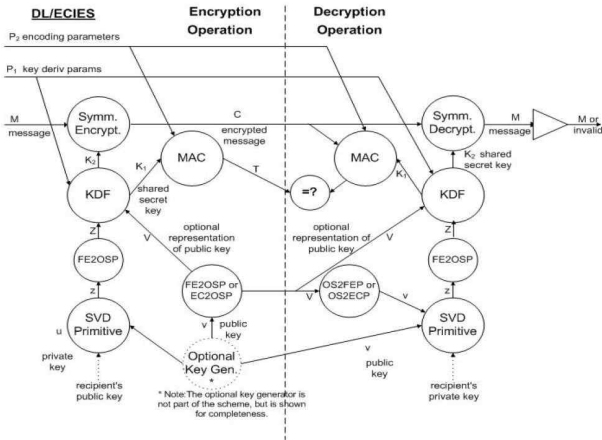 DL/ECIES
Encryption
Operation
Decryption
Operation
P₂ encoding parameters
P₁ key deriv params
M
message
Symm.
Encrypt.
C
encrypted
message
Symm.
Decrypt.
M
message
M or
invalid
K₂
K₁
shared
secret
key
MAC
T
=?
MAC
K₁
K₂ shared
secret key
KDF
KDF
Z
V
optional
representation
of public key
optional
representation
of public key
V
Z
FE2OSP
FE2OSP or
EC2OSP
V
OS2FEP or
OS2ECP
FE2OSP
z
v
public
key
v
z
SVD
Primitive
u
private
key
Optional
Key Gen.
*
v
public
key
SVD
Primitive
recipient's
public key
* Note:The optional key generator is
not part of the scheme, but is shown
for completeness.
recipient's
private key